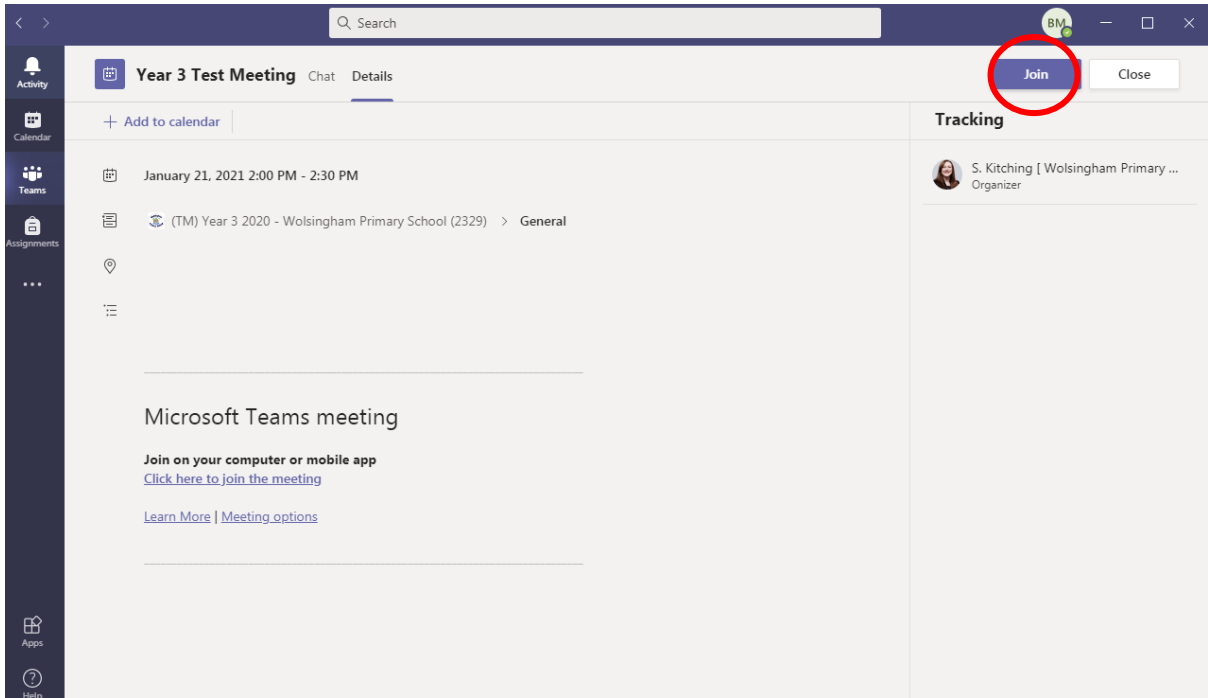 Search
BM
Activity
Year 3 Test Meeting Chat Details
Join Close
Calendar
+ Add to calendar
Tracking
Teams
January 21, 2021 2:00 PM - 2:30 PM
S. Kitching [ Wolsingham Primary ...
Organizer
Assignments
(TM) Year 3 2020 - Wolsingham Primary School (2329) > General
...
Microsoft Teams meeting
Join on your computer or mobile app
Click here to join the meeting
Learn More | Meeting options
Apps
Help